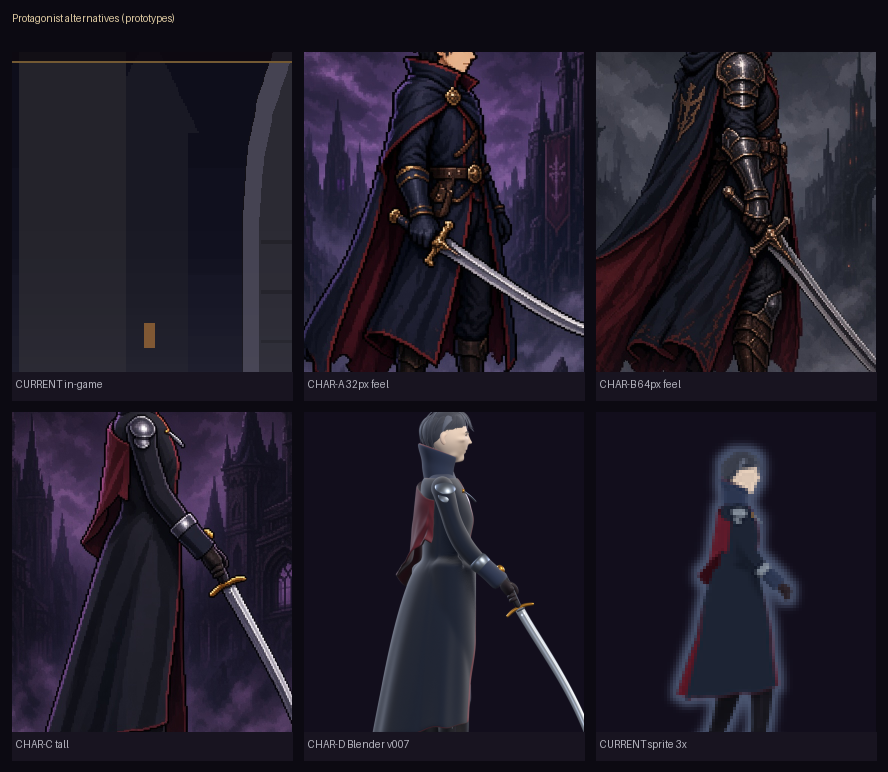 Protagonist alternatives (prototypes)
CURRENT in-game
CHAR-A 32px feel
CHAR-B 64px feel
CHAR-C tall
CHAR-D Blender v007
CURRENT sprite 3x